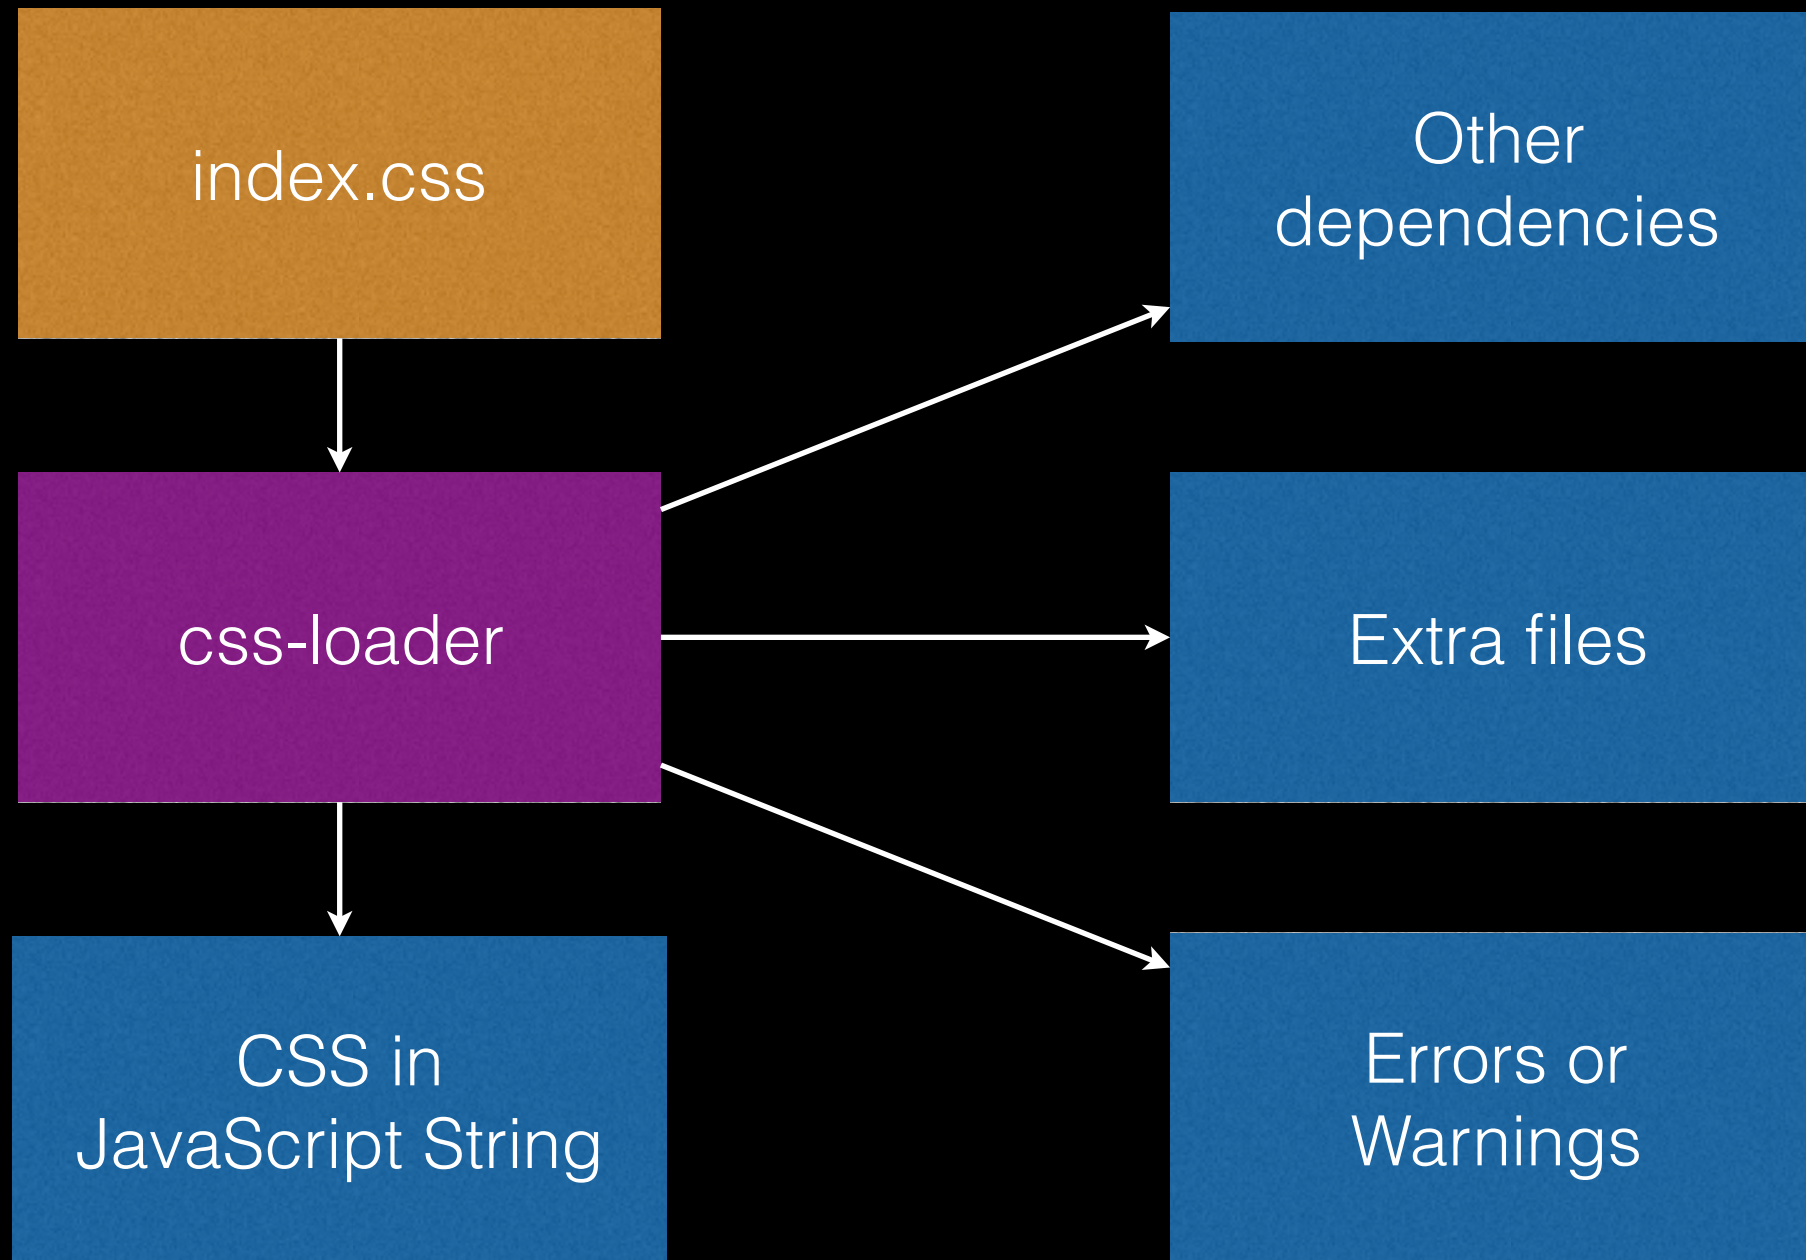 index.css
Other
dependencies
css-loader
Extra files
CSS in
JavaScript String
Errors or
Warnings